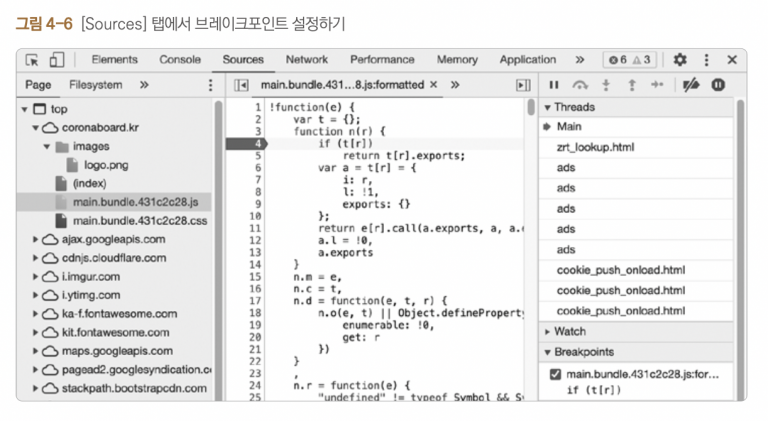 그림 4-6 [Sources] 탭에서 브레이크포인트 설정하기
Elements Console Sources Network Performance Memory Application » 6 3
Page Filesystem »
main.bundle.431...8.js:formatted × »
top
coronaboard.kr
images
logo.png
(index)
main.bundle.431c2c28.js
main.bundle.431c2c28.css
ajax.googleapis.com
cdnjs.cloudflare.com
i.imgur.com
i.ytimg.com
ka-f.fontawesome.com
kit.fontawesome.com
maps.googleapis.com
pagead2.googlesyndication.c
stackpath.bootstrapcdn.com
1 !function(e) {
2 var t = {};
3 function n(r) {
4 if (t[r])
5 return t[r].exports;
6 var a = t[r] = {
7 i: r,
8 l: !1,
9 exports: {}
10 };
11 return e[r].call(a.exports, a, a.
12 a.l = !0,
13 a.exports
14 }
15 n.m = e,
16 n.c = t,
17 n.d = function(e, t, r) {
18 n.o(e, t) || Object.definePropert
19 enumerable: !0,
20 get: r
21 })
22 }
23 ,
24 n.r = function(e) {
25 "undefined" != typeof Symbol && S
Threads
Main
zrt_lookup.html
ads
ads
ads
ads
ads
cookie_push_onload.html
cookie_push_onload.html
cookie_push_onload.html
Watch
Breakpoints
main.bundle.431c2c28.js:for...
if (t[r])